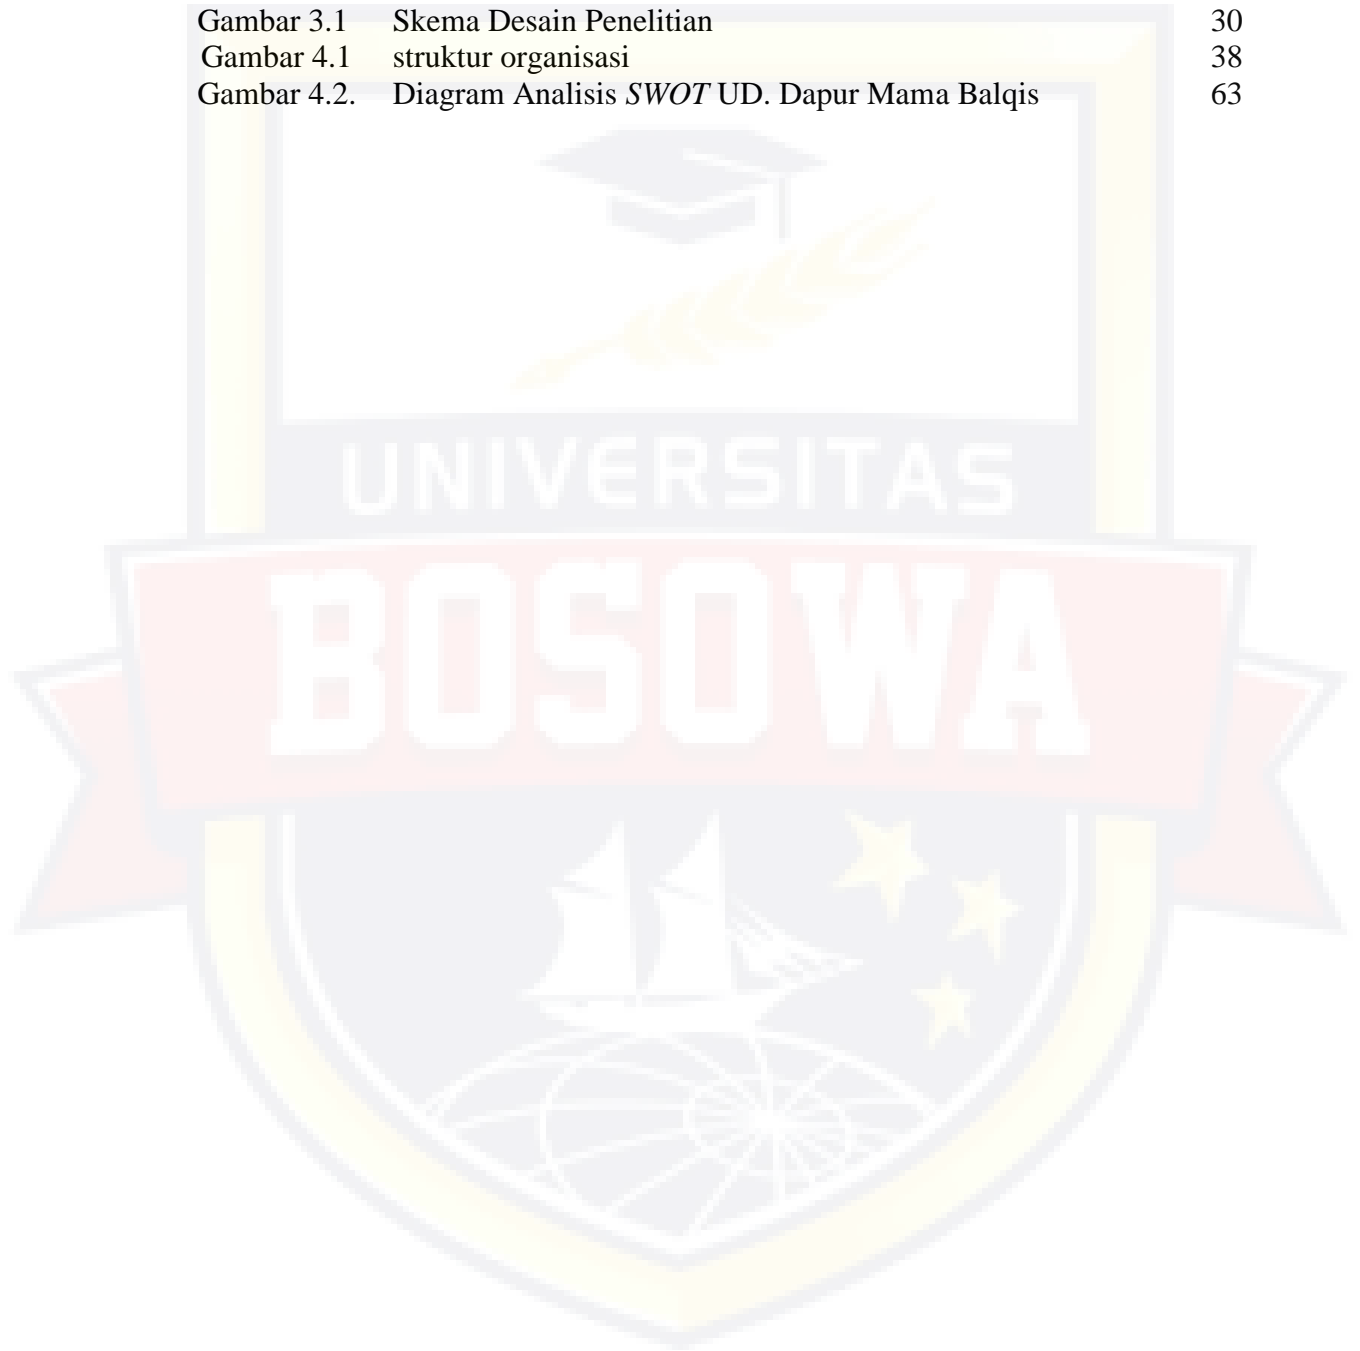 Gambar 3.1 Skema Desain Penelitian 30
Gambar 4.1 struktur organisasi 38
Gambar 4.2. Diagram Analisis SWOT UD. Dapur Mama Balqis 63
UNIVERSITAS
BOSOWA